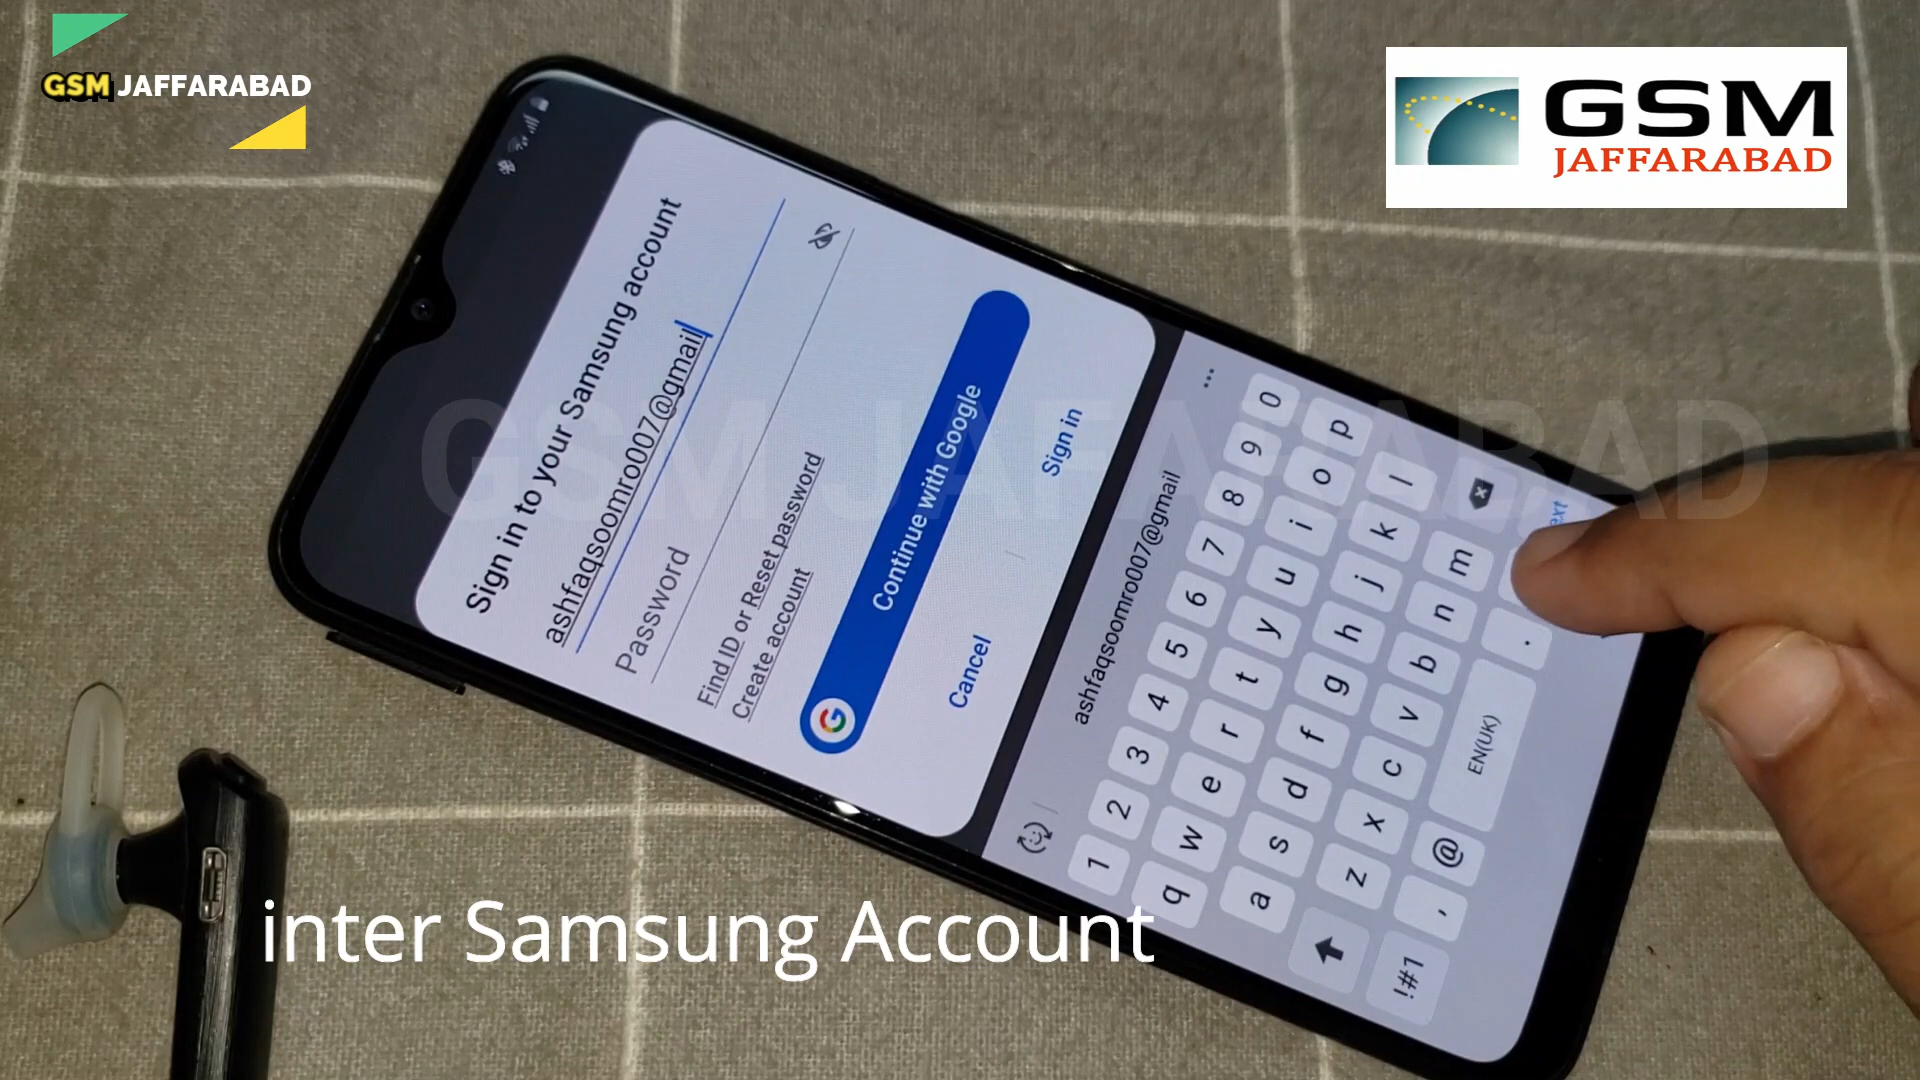 GSM JAFFARABAD
GSM
JAFFARABAD
Sign in to your Samsung account
ashfaqsoomro007@gmail
Password
Find ID or Reset password
Create account
G Continue with Google
Cancel Sign in
ashfaqsoomro007@gmail
1 2 3 4 5 6 7 8 9 0
q w e r t y u i o p
a s d f g h j k l
z x c v b n m
!#1 , @ EN(UK) .
GSM JAFARABAD
inter Samsung Account